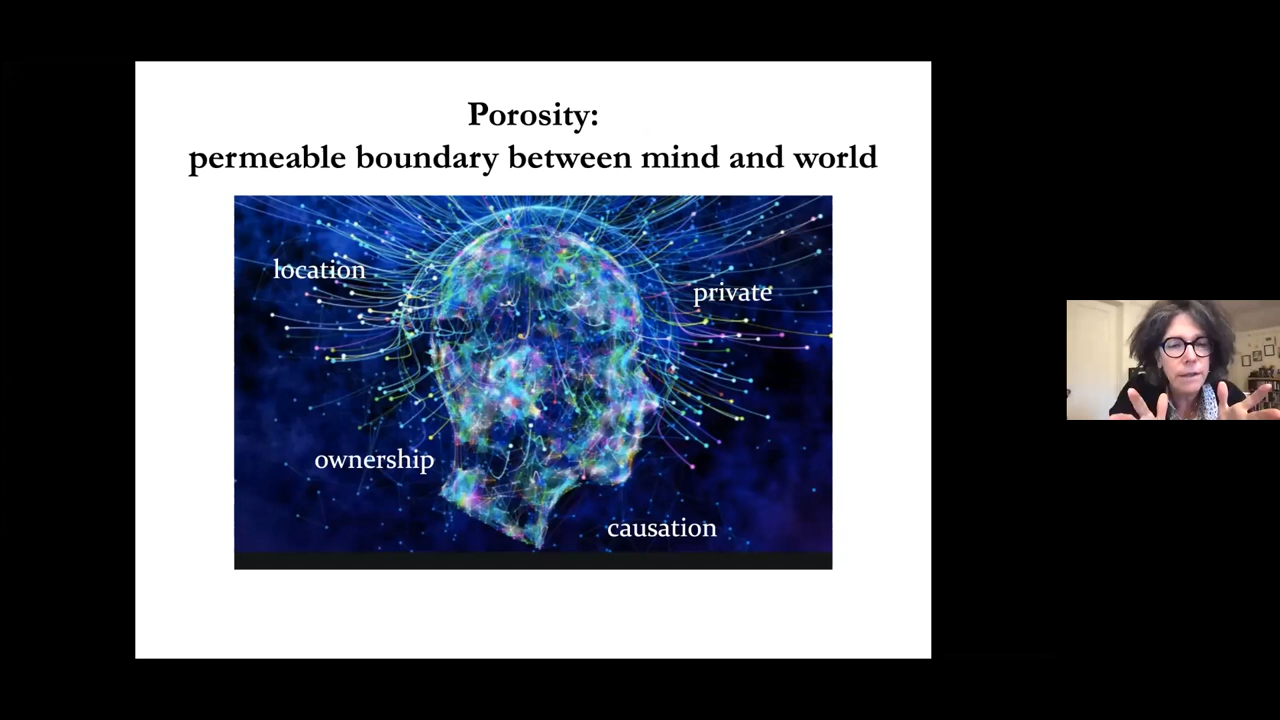 Porosity:
permeable boundary between mind and world
location
private
ownership
causation